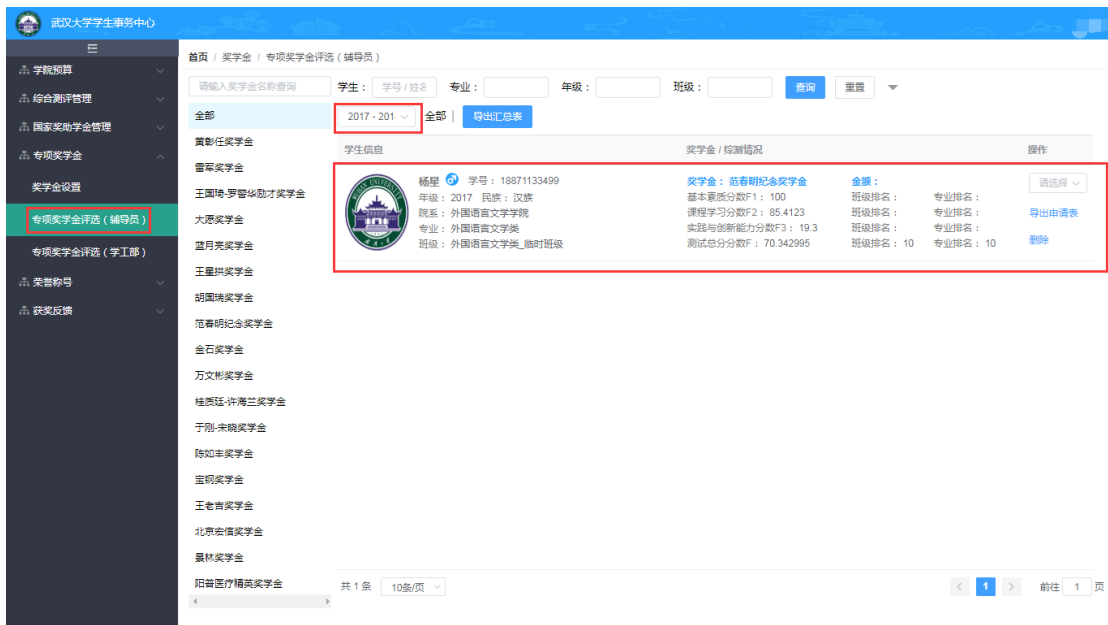 武汉大学学生事务中心
学院预算
综合测评管理
国家奖助学金管理
专项奖学金
奖学金设置
专项奖学金评选（辅导员）
专项奖学金评选（学工部）
荣誉称号
获奖反馈
首页 / 奖学金 / 专项奖学金评选（辅导员）
请输入奖学金名称查询
全部
黄彰任奖学金
雷军奖学金
王国琦-罗警华励才奖学金
大愿奖学金
蓝月亮奖学金
王星拱奖学金
胡国瑞奖学金
范春明纪念奖学金
金石奖学金
万文彬奖学金
桂质廷-许海兰奖学金
于刚-宋晓奖学金
陈如丰奖学金
宝钢奖学金
王老吉奖学金
北京宏信奖学金
景林奖学金
阳普医疗精英奖学金
学生： 学号 / 姓名 专业： 年级： 班级： 查询 重置
2017 - 201 全部 | 导出汇总表
学生信息 奖学金 / 综测情况 操作
杨星 学号：18871133499 奖学金：范春明纪念奖学金 金额： 请选择
年级：2017 民族：汉族 基本素质分数F1：100 班级排名： 专业排名：
院系：外国语言文学学院 课程学习分数F2：85.4123 班级排名： 专业排名： 导出申请表
专业：外国语言文学类 实践与创新能力分数F3：19.3 班级排名： 专业排名：
班级：外国语言文学类_临时班级 测试总分分数F：70.342995 班级排名：10 专业排名：10 删除
共 1 条 10条/页 1 前往 1 页